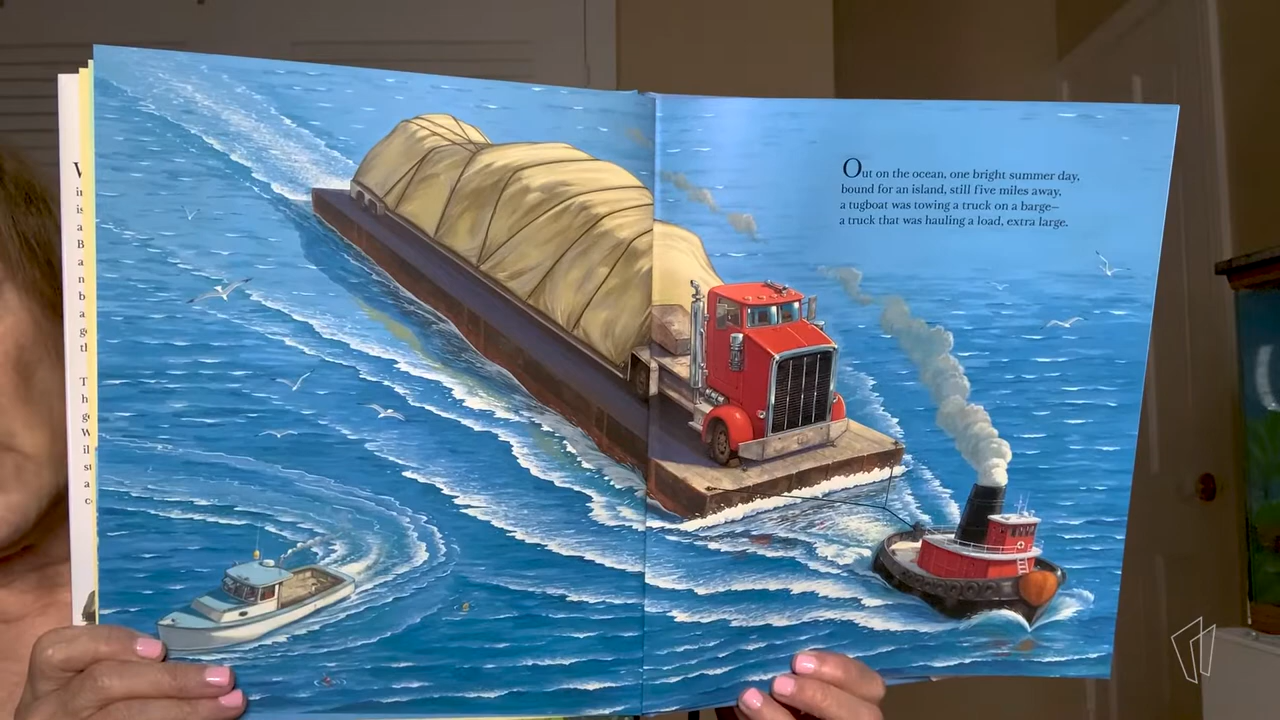 Out on the ocean, one bright summer day,
bound for an island, still five miles away,
a tugboat was towing a truck on a barge—
a truck that was hauling a load, extra large.